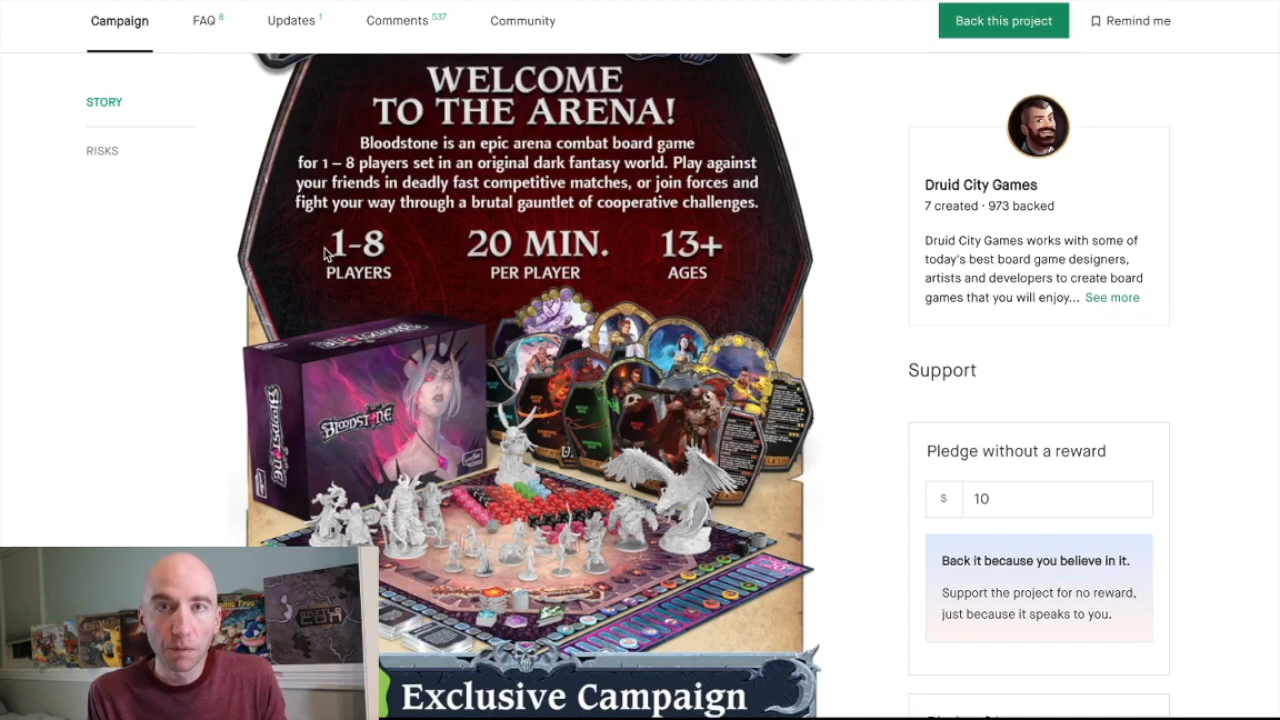 Campaign
FAQ 8
Updates 1
Comments 537
Community
Back this project
Remind me
STORY
RISKS
WELCOME
TO THE ARENA!
Bloodstone is an epic arena combat board game
for 1 – 8 players set in an original dark fantasy world. Play against
your friends in deadly fast competitive matches, or join forces and
fight your way through a brutal gauntlet of cooperative challenges.
1-8
PLAYERS
20 MIN.
PER PLAYER
13+
AGES
BLOODSTONE
BLOODSTONE
BLOODSTONE
Exclusive Campaign
Druid City Games
7 created · 973 backed
Druid City Games works with some of
today's best board game designers,
artists and developers to create board
games that you will enjoy... See more
Support
Pledge without a reward
$ 10
Back it because you believe in it.
Support the project for no reward,
just because it speaks to you.